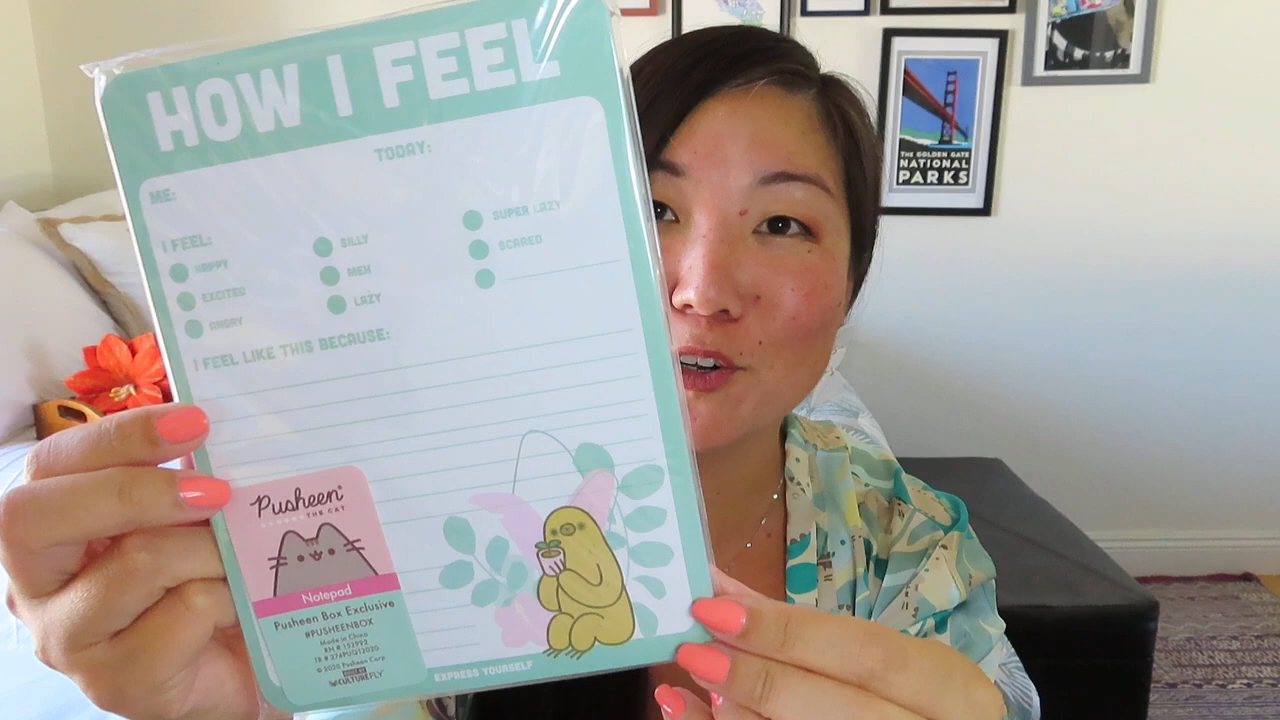 HOW I FEEL
TODAY:
ME:
I FEEL:
HAPPY
EXCITED
ANGRY
SILLY
MEH
LAZY
SUPER LAZY
SCARED
I FEEL LIKE THIS BECAUSE:
Pusheen®
THE CAT
Notepad
Pusheen Box Exclusive
#PUSHEENBOX
Made in China
RN # 152992
© 2020 Pusheen Corp
CULTUREFLY
EXPRESS YOURSELF
THE GOLDEN GATE
NATIONAL
PARKS